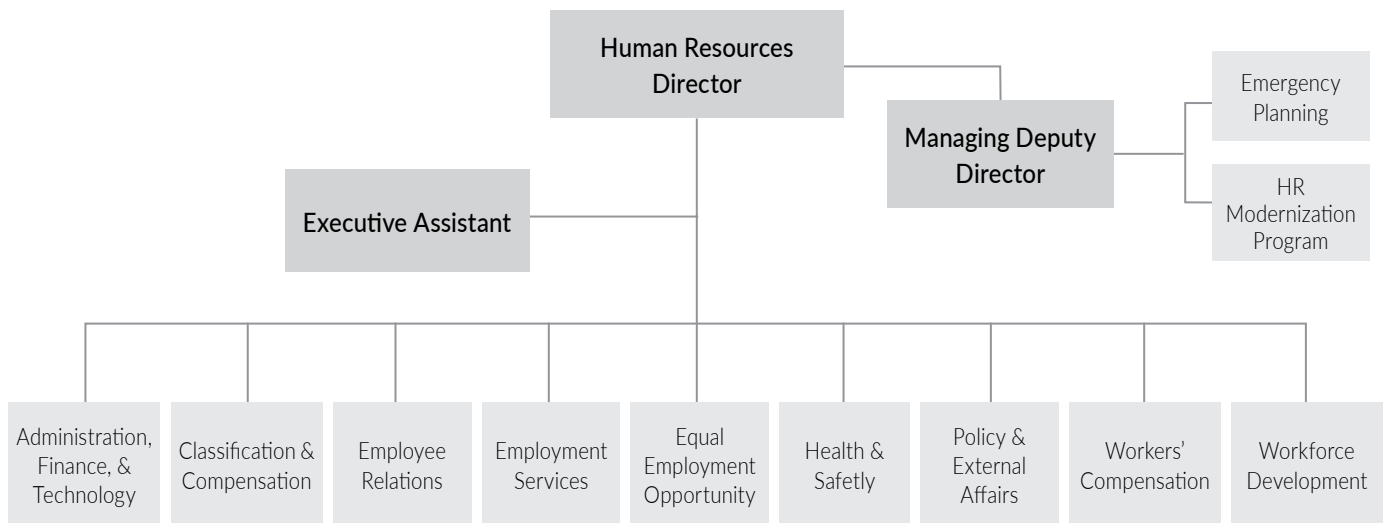 Human Resources
Director
Managing Deputy
Director
Emergency
Planning
HR
Modernization
Program
Executive Assistant
Administration,
Finance, &
Technology
Classification &
Compensation
Employee
Relations
Employment
Services
Equal
Employment
Opportunity
Health &
Safetly
Policy &
External
Affairs
Workers’
Compensation
Workforce
Development